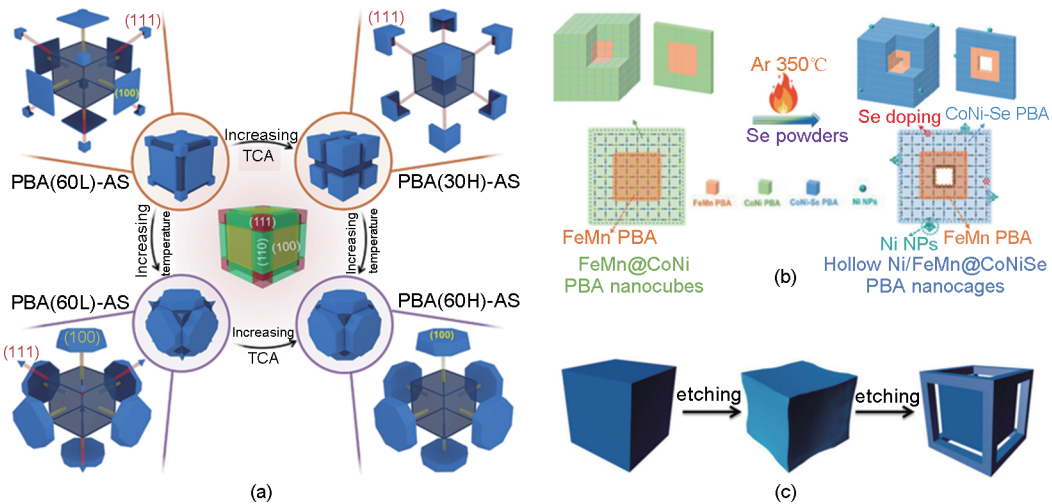 (111)
(100)
PBA(60L)-AS
Increasing
TCA
(111)
PBA(30H)-AS
Increasing
temperature
(111)
(110)
(100)
Increasing
temperature
PBA(60L)-AS
(100)
(111)
Increasing
TCA
PBA(60H)-AS
(100)
(a)
Ar 350℃
Se powders
Se doping
CoNi-Se PBA
FeMn PBA
CoNi PBA
CoNi-Se PBA
Ni NPs
FeMn PBA
FeMn@CoNi
PBA nanocubes
Ni NPs
FeMn PBA
Hollow Ni/FeMn@CoNiSe
PBA nanocages
(b)
etching
etching
(c)